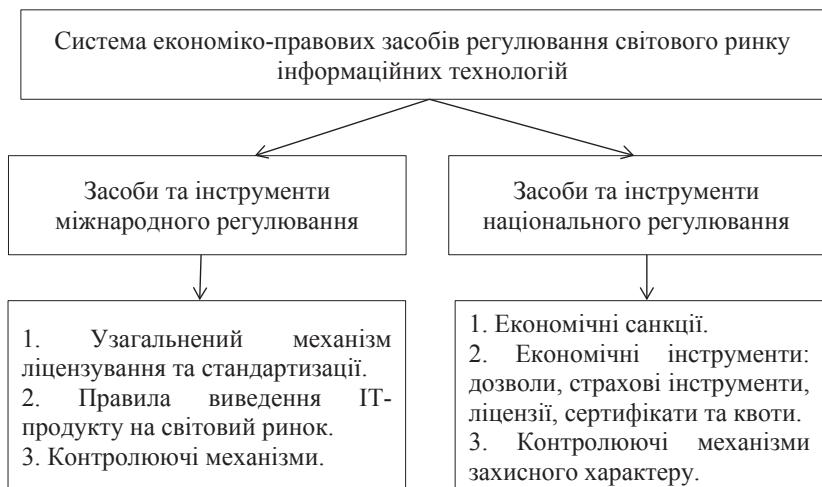 Система економіко-правових засобів регулювання світового ринку
інформаційних технологій
Засоби та інструменти
міжнародного регулювання
Засоби та інструменти
національного регулювання
1. Узагальнений механізм
ліцензування та стандартизації.
2. Правила виведення ІТ-
продукту на світовий ринок.
3. Контролюючі механізми.
1. Економічні санкції.
2. Економічні інструменти:
дозволи, страхові інструменти,
ліцензії, сертифікати та квоти.
3. Контролюючі механізми
захисного характеру.